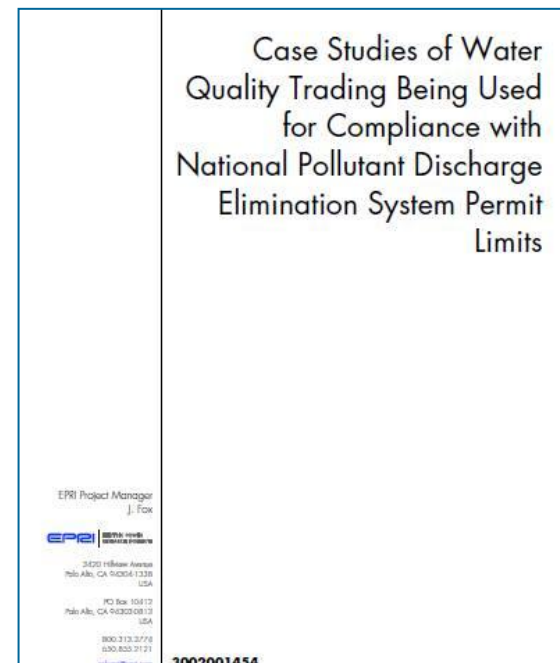 Case Studies of Water
Quality Trading Being Used
for Compliance with
National Pollutant Discharge
Elimination System Permit
Limits
EPRI Project Manager
J. Fox
EPRI
3420 Hillview Avenue
Palo Alto, CA 94304-1338
USA
PO Box 10412
Palo Alto, CA 94303-0813
USA
800.313.3774
650.855.2121
3002001454